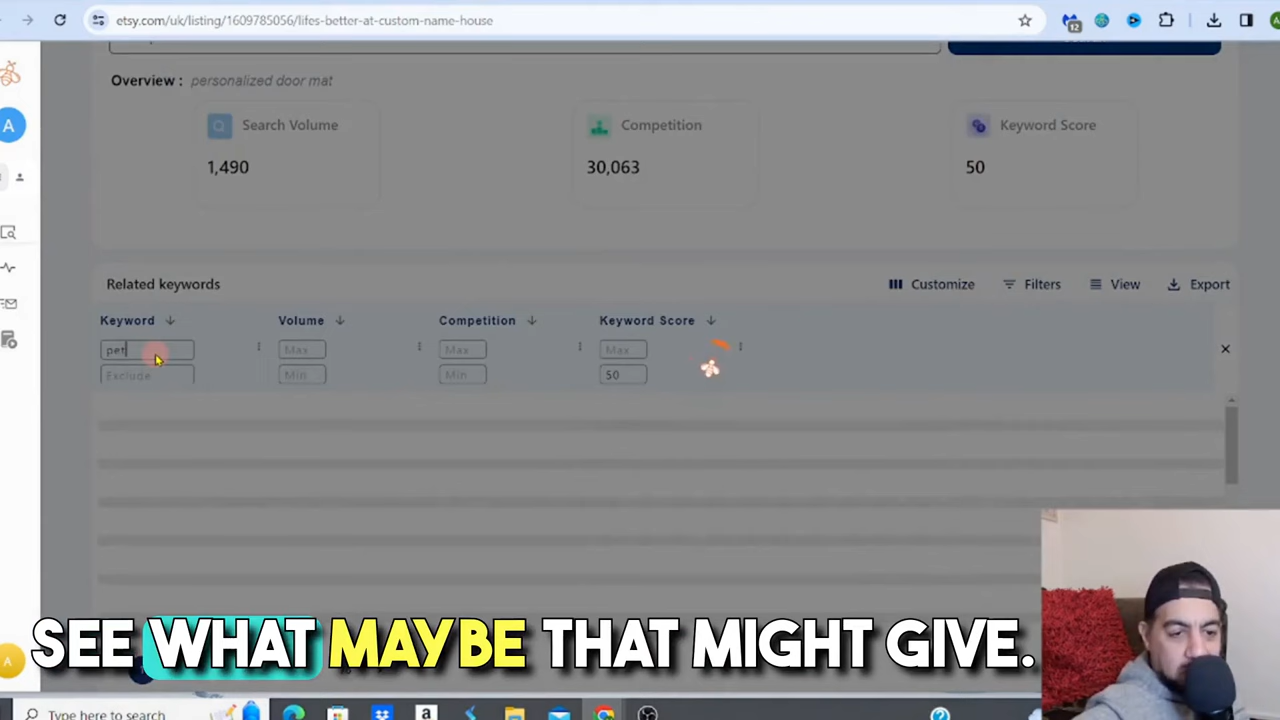 etsy.com/uk/listing/1609785056/lifes-better-at-custom-name-house
12
Overview : personalized door mat
A
Search Volume
Competition
Keyword Score
1,490
30,063
50
Related keywords
Customize
Filters
View
Export
Keyword
Volume
Competition
Keyword Score
pet
Max
Max
Max
Exclude
Min
Min
50
SEE WHAT MAYBE THAT MIGHT GIVE.
A
Type here to search
a